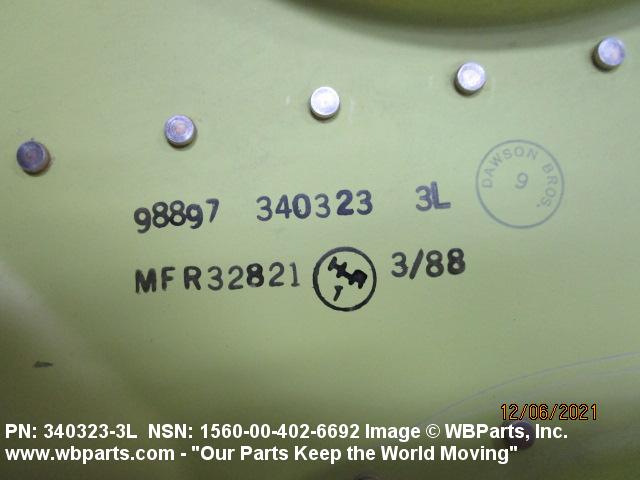 DAWSON BROS.
9
98897 340323 3L
MFR32821 3/88
12/06/2021
PN: 340323-3L NSN: 1560-00-402-6692 Image © WBParts, Inc.
www.wbparts.com - "Our Parts Keep the World Moving"